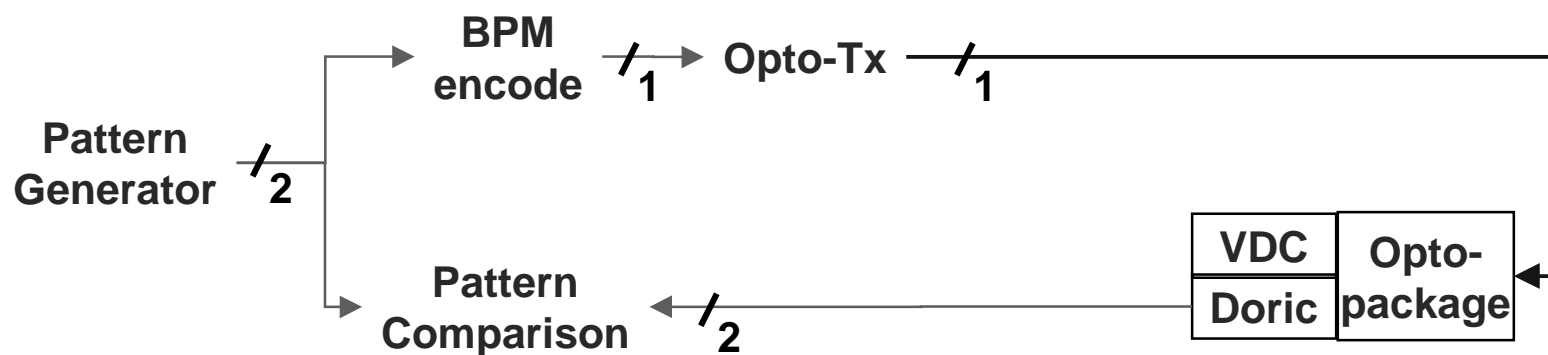 BPM
encode
1
Opto-Tx
1
Pattern
Generator
2
VDC
Doric
Opto-
package
Pattern
Comparison
2